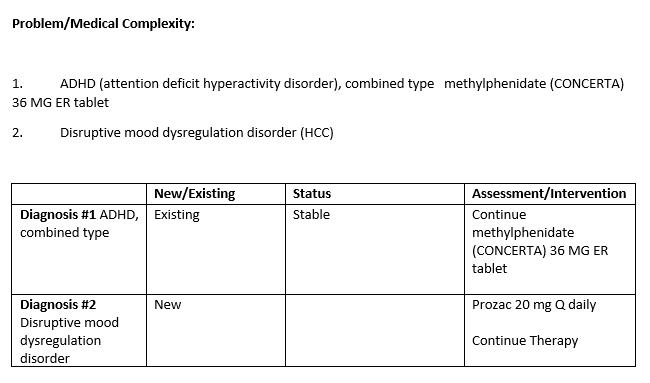 Problem/Medical Complexity:
1. ADHD (attention deficit hyperactivity disorder), combined type methylphenidate (CONCERTA)
36 MG ER tablet
2. Disruptive mood dysregulation disorder (HCC)
New/Existing Status Assessment/Intervention
Diagnosis #1 ADHD, Existing Stable Continue
combined type methylphenidate
(CONCERTA) 36 MG ER
tablet
Diagnosis #2 New Prozac 20 mg Q daily
Disruptive mood
dysregulation Continue Therapy
disorder